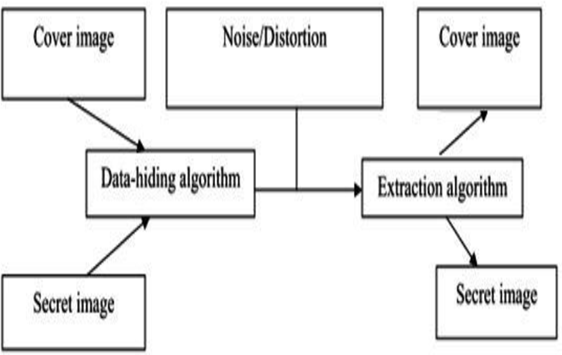 Cover image
Noise/Distortion
Cover image
Data-hiding algorithm
Extraction algorithm
Secret image
Secret image